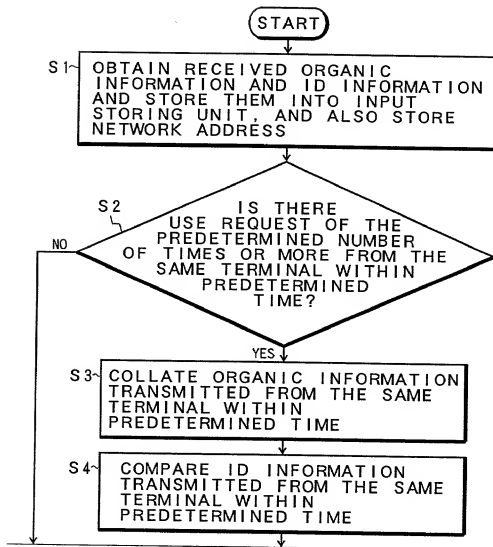 START
S1
OBTAIN RECEIVED ORGANIC
INFORMATION AND ID INFORMATION
AND STORE THEM INTO INPUT
STORING UNIT, AND ALSO STORE
NETWORK ADDRESS
S2
IS THERE
USE REQUEST OF THE
PREDETERMINED NUMBER
OF TIMES OR MORE FROM THE
SAME TERMINAL WITHIN
PREDETERMINED
TIME?
NO
YES
S3
COLLATE ORGANIC INFORMATION
TRANSMITTED FROM THE SAME
TERMINAL WITHIN
PREDETERMINED TIME
S4
COMPARE ID INFORMATION
TRANSMITTED FROM THE SAME
TERMINAL WITHIN
PREDETERMINED TIME